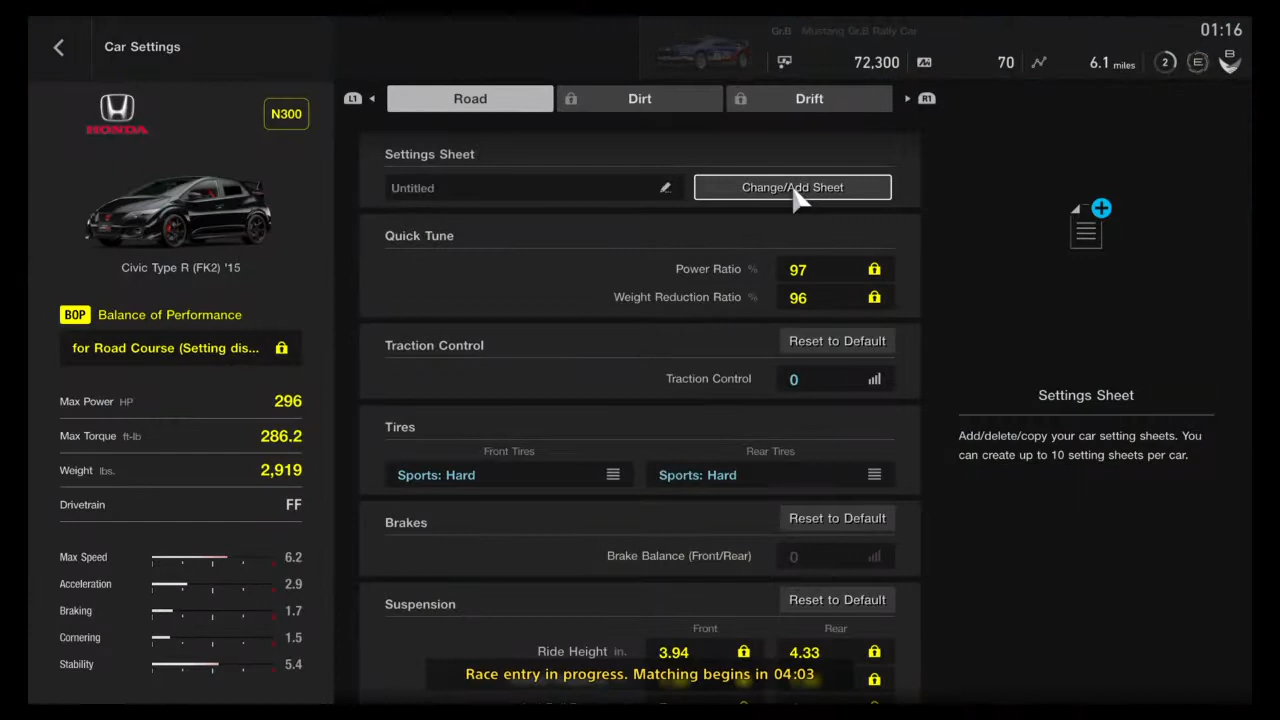 Gr.B Mustang Gr.B Rally Car
01:16
Car Settings
72,300
70
6.1 miles
2
E
B
HONDA
N300
L1
Road
Dirt
Drift
R1
Settings Sheet
Untitled
Change/Add Sheet
Quick Tune
Power Ratio % 97
Weight Reduction Ratio % 96
Civic Type R (FK2) '15
BOP Balance of Performance
for Road Course (Setting dis...
Max Power HP 296
Max Torque ft-lb 286.2
Weight lbs. 2,919
Drivetrain FF
Max Speed 6.2
Acceleration 2.9
Braking 1.7
Cornering 1.5
Stability 5.4
Traction Control
Reset to Default
Traction Control 0
Tires
Front Tires
Rear Tires
Sports: Hard
Sports: Hard
Brakes
Reset to Default
Brake Balance (Front/Rear) 0
Suspension
Reset to Default
Front
Rear
Ride Height in. 3.94 4.33
Race entry in progress. Matching begins in 04:03
Settings Sheet
Add/delete/copy your car setting sheets. You
can create up to 10 setting sheets per car.